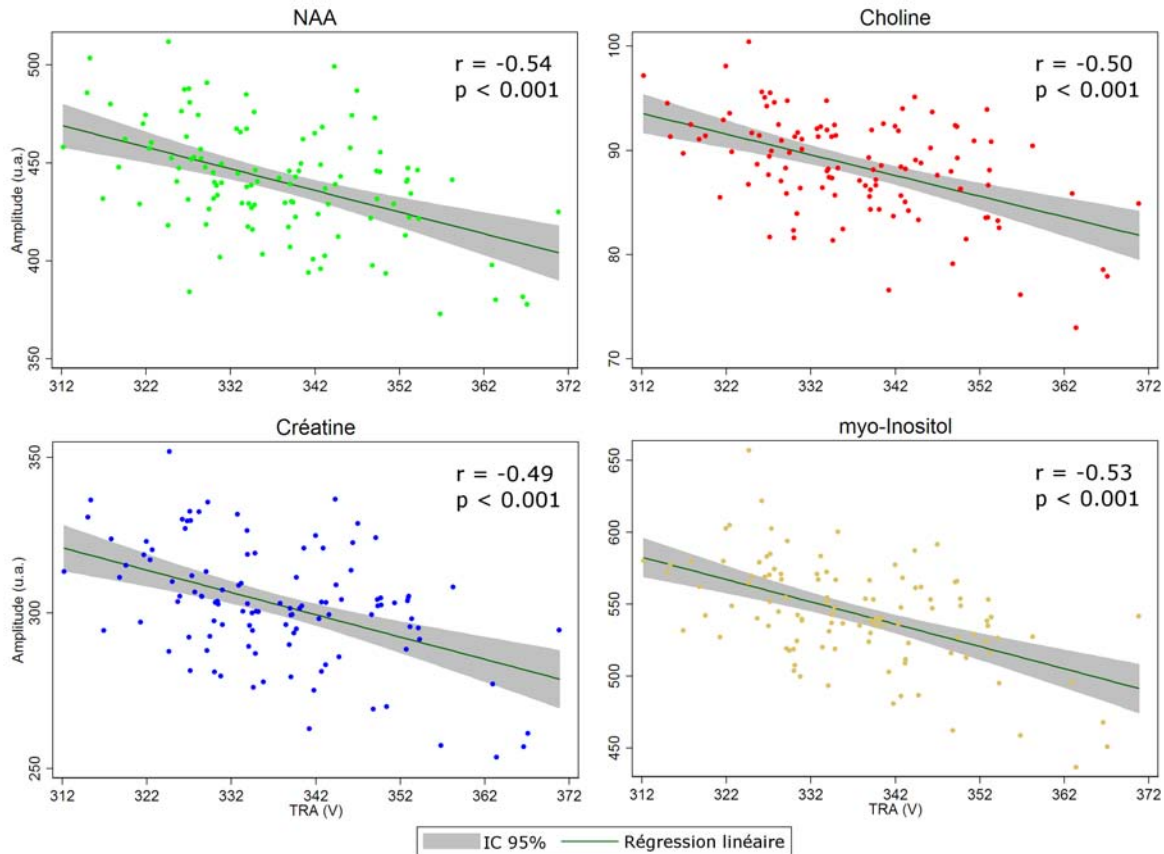 NAA
Choline
r = -0.54
p < 0.001
r = -0.50
p < 0.001
Amplitude (u.a.)
500
450
400
350
100
90
80
70
312 322 332 342 352 362 372
312 322 332 342 352 362 372
Créatine
myo-Inositol
r = -0.49
p < 0.001
r = -0.53
p < 0.001
Amplitude (u.a.)
350
300
250
650
600
550
500
450
312 322 332 342 352 362 372
312 322 332 342 352 362 372
TRA (V)
TRA (V)
IC 95% Régression linéaire